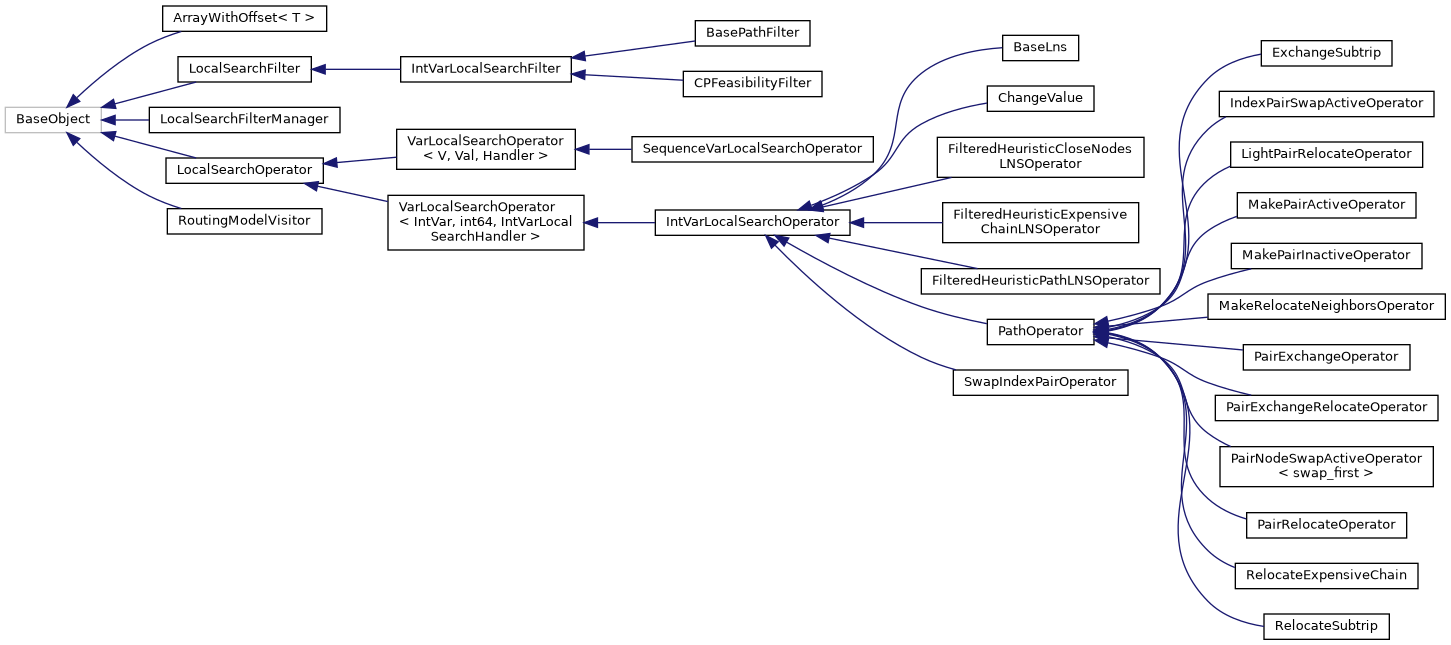 BaseObject
ArrayWithOffset< T >
LocalSearchFilter
LocalSearchFilterManager
LocalSearchOperator
RoutingModelVisitor
IntVarLocalSearchFilter
VarLocalSearchOperator
< V, Val, Handler >
VarLocalSearchOperator
< IntVar, int64, IntVarLocal
SearchHandler >
BasePathFilter
CPFeasibilityFilter
SequenceVarLocalSearchOperator
IntVarLocalSearchOperator
BaseLns
ChangeValue
FilteredHeuristicCloseNodes
LNSOperator
FilteredHeuristicExpensive
ChainLNSOperator
FilteredHeuristicPathLNSOperator
PathOperator
SwapIndexPairOperator
ExchangeSubtrip
IndexPairSwapActiveOperator
LightPairRelocateOperator
MakePairActiveOperator
MakePairInactiveOperator
MakeRelocateNeighborsOperator
PairExchangeOperator
PairExchangeRelocateOperator
PairNodeSwapActiveOperator
< swap_first >
PairRelocateOperator
RelocateExpensiveChain
RelocateSubtrip